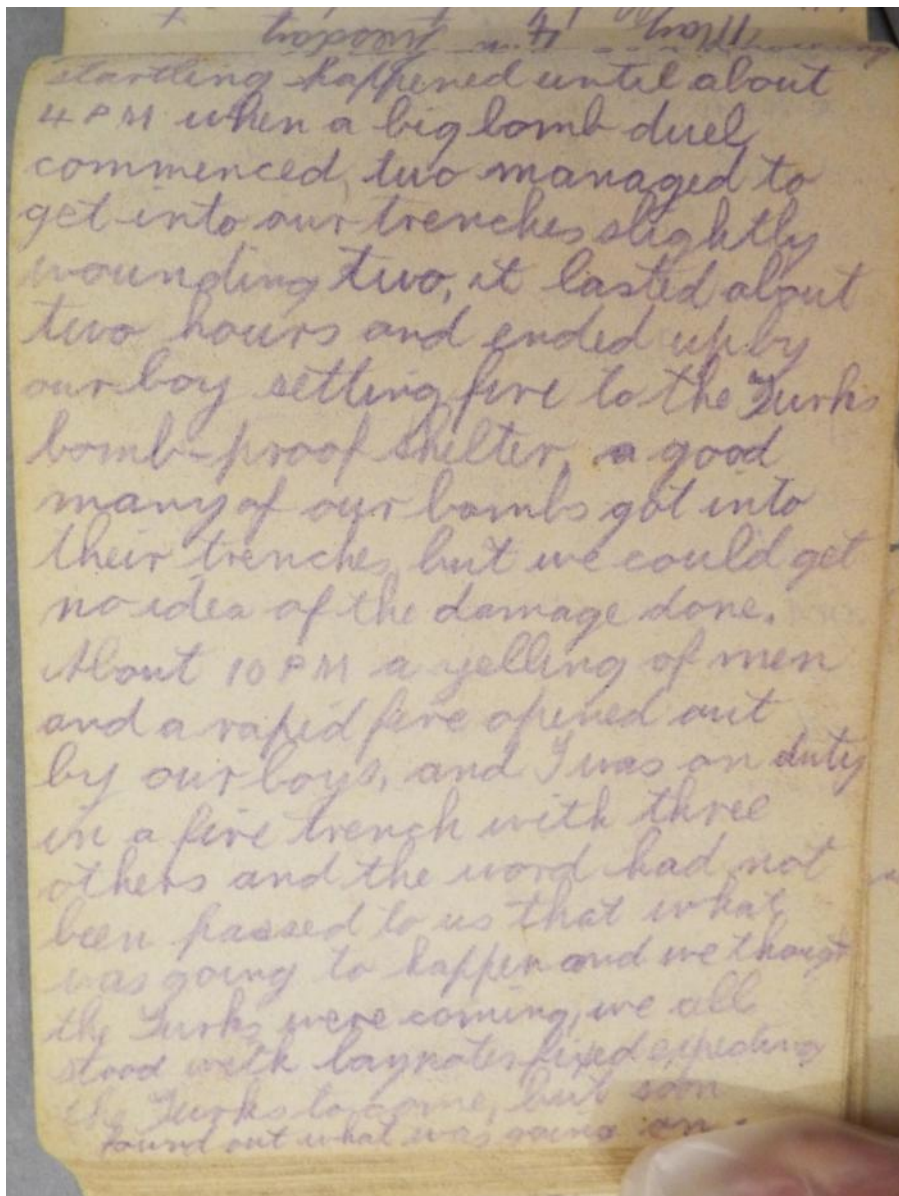 May 4 Tuesday
startling happened until about
4 PM when a big bomb duel
commenced, two managed to
get into our trenches slightly
wounding two, it lasted about
two hours and ended up by
our boy setting fire to the Turks
bomb-proof shelter, a good
many of our bombs got into
their trenches, but we could get
no idea of the damage done.
About 10 PM a yelling of men
and a rapid fire opened out
by our boys, and I was on duty
in a fire trench with three
others and the word had not
been passed to us that what
was going to happen and we thought
the Turks were coming, we all
stood with baynotes fixed expecting
the Turks to come, but soon
found out what was going on